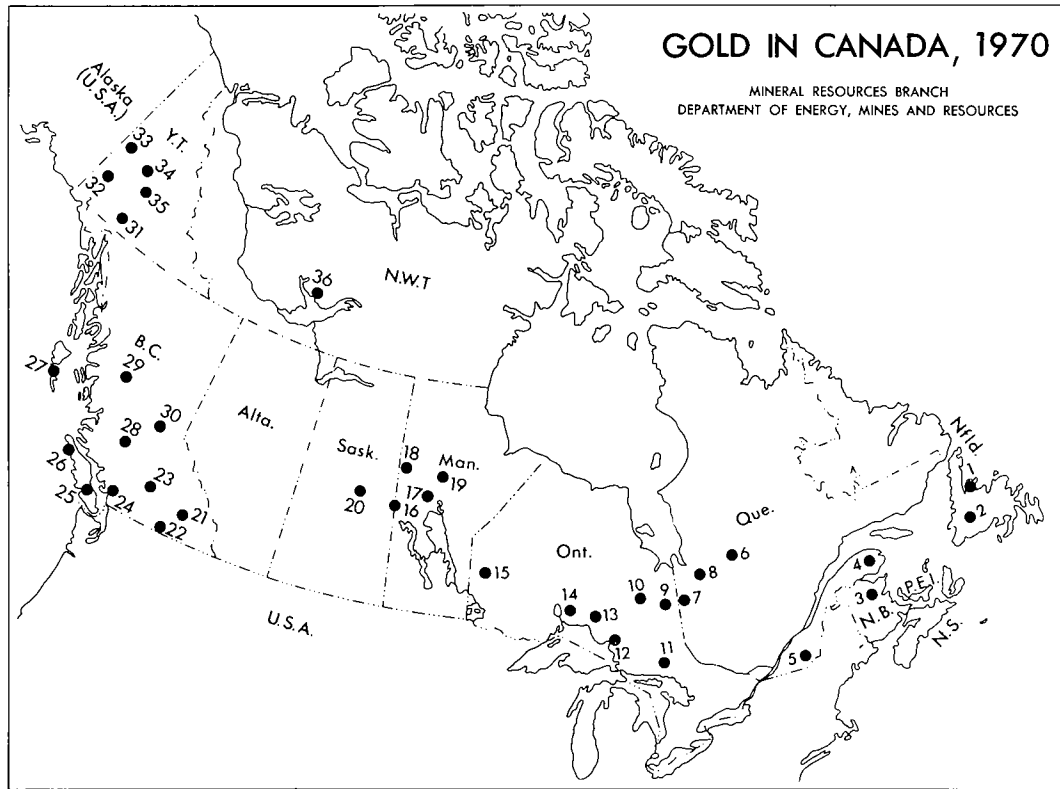 GOLD IN CANADA, 1970
MINERAL RESOURCES BRANCH
DEPARTMENT OF ENERGY, MINES AND RESOURCES
Alaska
(U.S.A.)
Y.T.
33
34
32
35
31
N.W.T
36
B.C.
27
29
30
28
26
25
24
23
21
22
Alta.
Sask.
20
18
Man.
19
17
16
15
Ont.
14
13
12
10
9
11
7
8
6
Que.
Nfld.
1
2
4
3
P.E.I
N.B.
N.S.
5
U.S.A.